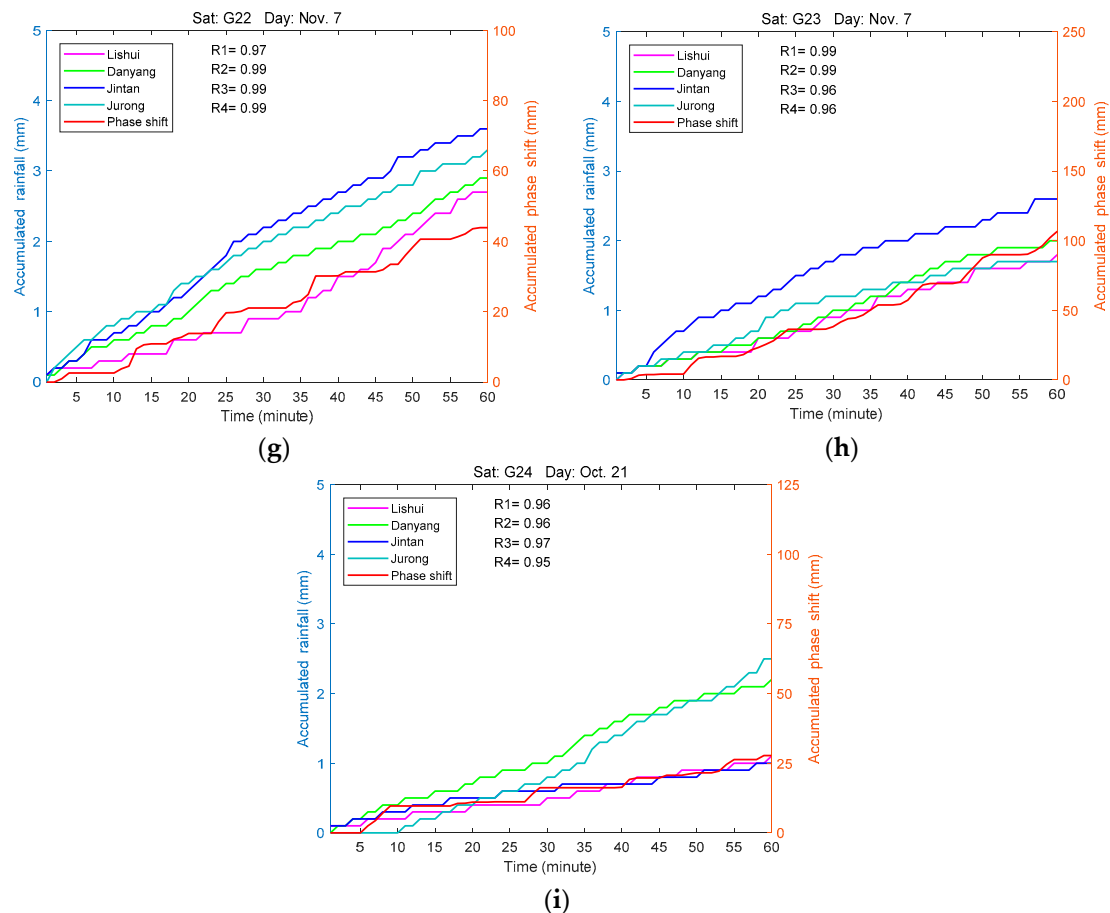 Sat: G22 Day: Nov. 7
Lishui
Danyang
Jintan
Jurong
Phase shift
R1= 0.97
R2= 0.99
R3= 0.99
R4= 0.99
Accumulated rainfall (mm)
5
4
3
2
1
0
Accumulated phase shift (mm)
100
80
60
40
20
0
5 10 15 20 25 30 35 40 45 50 55 60
Time (minute)
(g)
Sat: G23 Day: Nov. 7
Lishui
Danyang
Jintan
Jurong
Phase shift
R1= 0.99
R2= 0.99
R3= 0.96
R4= 0.96
Accumulated rainfall (mm)
5
4
3
2
1
0
Accumulated phase shift (mm)
250
200
150
100
50
0
5 10 15 20 25 30 35 40 45 50 55 60
Time (minute)
(h)
Sat: G24 Day: Oct. 21
Lishui
Danyang
Jintan
Jurong
Phase shift
R1= 0.96
R2= 0.96
R3= 0.97
R4= 0.95
Accumulated rainfall (mm)
5
4
3
2
1
0
Accumulated phase shift (mm)
125
100
75
50
25
0
5 10 15 20 25 30 35 40 45 50 55 60
Time (minute)
(i)